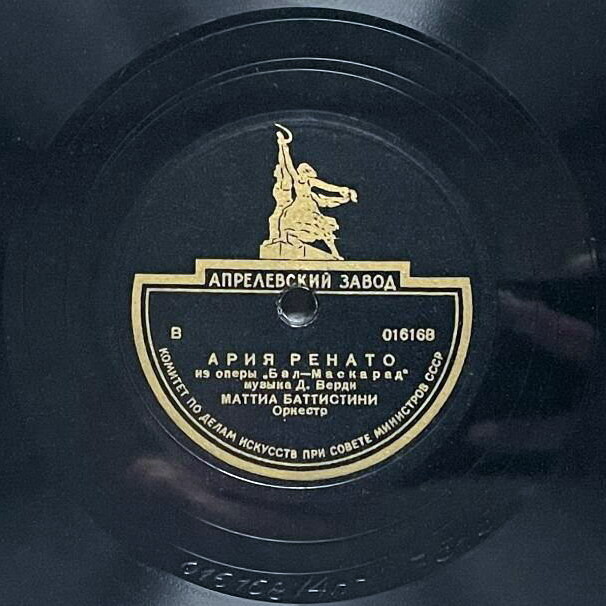 АПРЕЛЕВСКИЙ ЗАВОД
В 016168
АРИЯ РЕНАТО
из оперы „Бал—Маскарад"
музыка Д. Верди
МАТТИА БАТТИСТИНИ
Оркестр
КОМИТЕТ ПО ДЕЛАМ ИСКУССТВ ПРИ СОВЕТЕ МИНИСТРОВ СССР